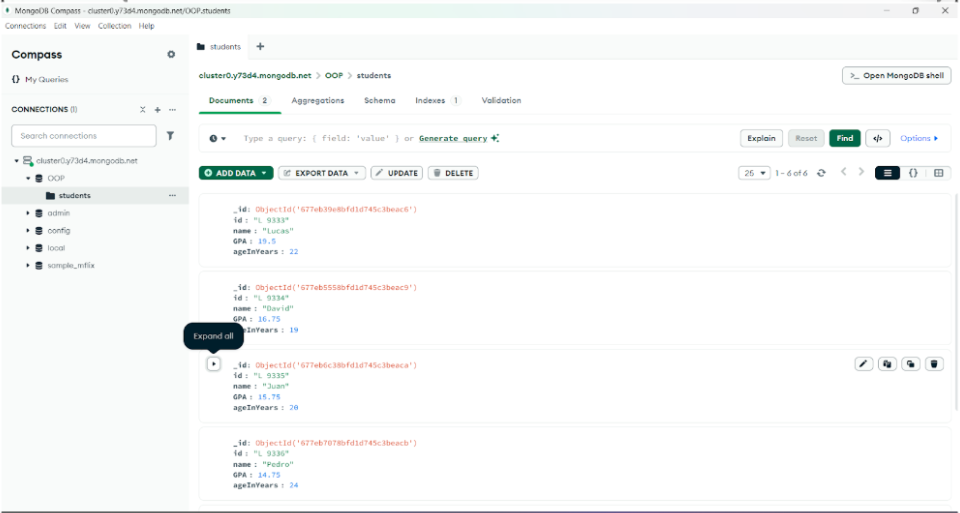 MongoDB Compass - cluster0.y73d4.mongodb.net/OOP.students
Connections Edit View Collection Help
Compass
{} My Queries
CONNECTIONS (1)
Search connections
cluster0.y73d4.mongodb.net
OOP
students
admin
config
local
sample_mflix
students
cluster0.y73d4.mongodb.net > OOP > students
>_ Open MongoDB shell
Documents 2 Aggregations Schema Indexes 1 Validation
Type a query: { field: 'value' } or Generate query
Explain Reset Find </> Options
ADD DATA EXPORT DATA UPDATE DELETE
25 1 - 6 of 6 {}
_id: ObjectId('677eb39e8bfd1d745c3beac6')
id : "L 9333"
name : "Lucas"
GPA : 19.5
ageInYears : 22
_id: ObjectId('677eb5558bfd1d745c3beac9')
id : "L 9334"
name : "David"
GPA : 16.75
ageInYears : 19
Expand all
_id: ObjectId('677eb6c38bfd1d745c3beaca')
id : "L 9335"
name : "Juan"
GPA : 15.75
ageInYears : 20
_id: ObjectId('677eb7078bfd1d745c3beacb')
id : "L 9336"
name : "Pedro"
GPA : 14.75
ageInYears : 24